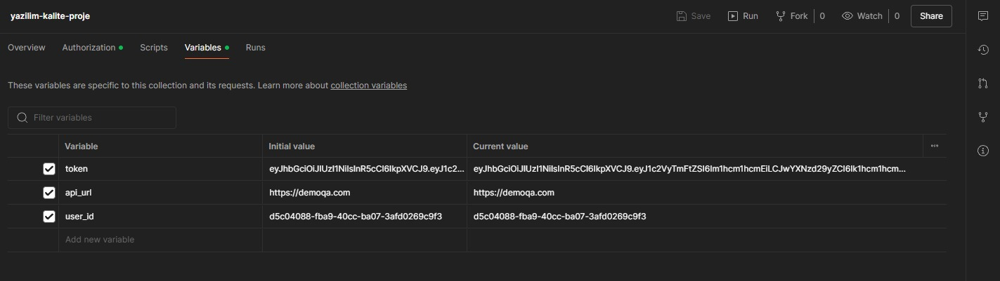 yazilim-kalite-proje Save Run Fork 0 Watch 0 Share
Overview Authorization Scripts Variables Runs
These variables are specific to this collection and its requests. Learn more about collection variables
Filter variables
Variable Initial value Current value
token eyJhbGciOiJIUzI1NiIsInR5cCI6IkpXVCJ9.eyJ1c2... eyJhbGciOiJIUzI1NiIsInR5cCI6IkpXVCJ9.eyJ1c2VyTmFtZSI6Im1hcm1hcmEiLCJwYXNzd29yZCI6Ik1hcm1hcm...
api_url https://demoqa.com https://demoqa.com
user_id d5c04088-fba9-40cc-ba07-3afd0269c9f3 d5c04088-fba9-40cc-ba07-3afd0269c9f3
Add new variable